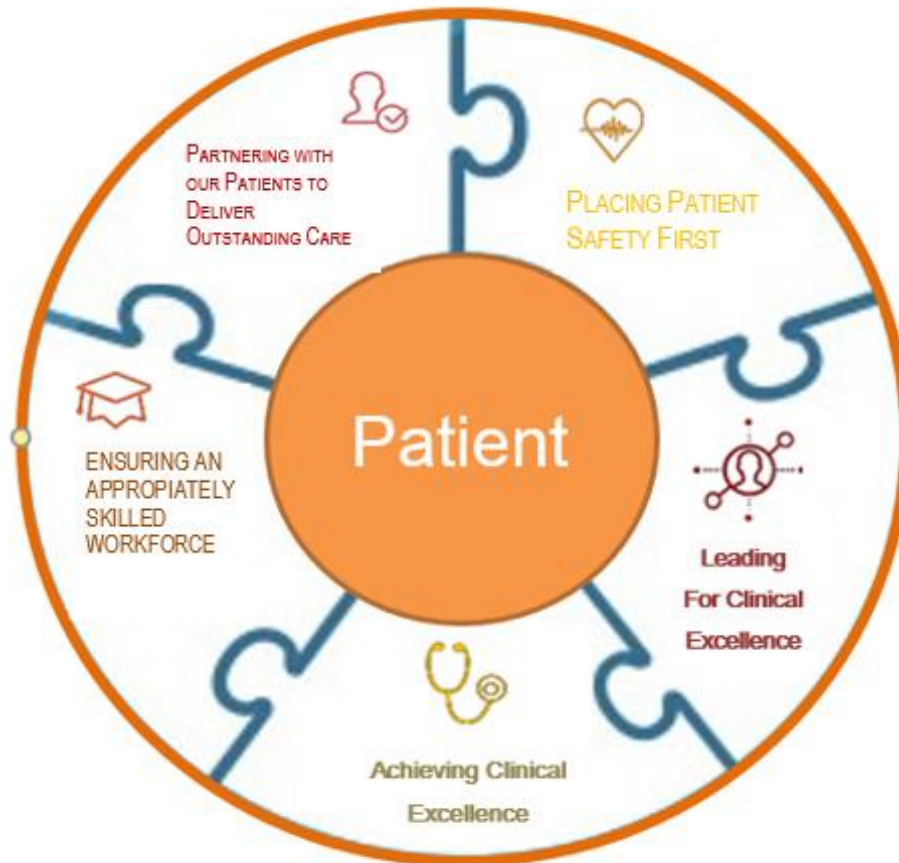 PARTNERING WITH
OUR PATIENTS TO
DELIVER
OUTSTANDING CARE
PLACING PATIENT
SAFETY FIRST
Patient
ENSURING AN
APPROPIATELY
SKILLED
WORKFORCE
Leading
For Clinical
Excellence
Achieving Clinical
Excellence